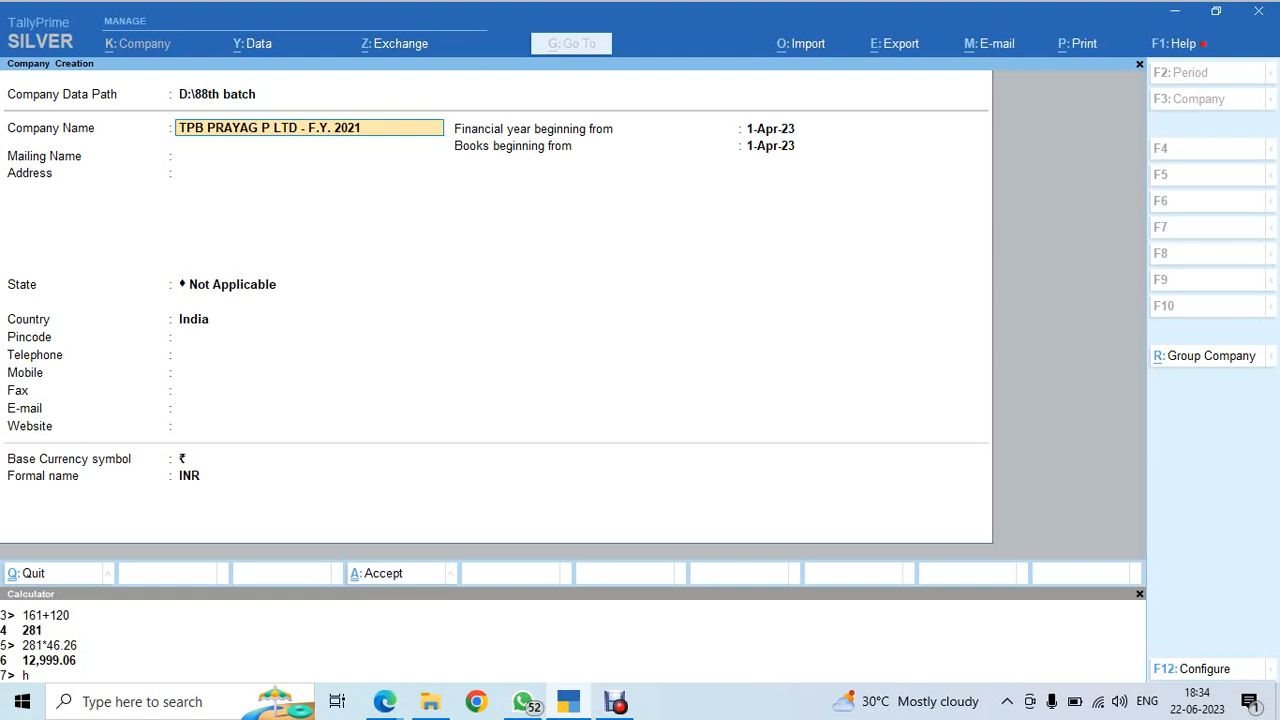 TallyPrime
SILVER
MANAGE
K: Company
Y: Data
Z: Exchange
G: Go To
O: Import
E: Export
M: E-mail
P: Print
F1: Help
Company Creation
Company Data Path : D:\88th batch
Company Name : TPB PRAYAG P LTD - F.Y. 2021
Financial year beginning from : 1-Apr-23
Books beginning from : 1-Apr-23
Mailing Name :
Address :
State : ♦ Not Applicable
Country : India
Pincode :
Telephone :
Mobile :
Fax :
E-mail :
Website :
Base Currency symbol : ₹
Formal name : INR
F2: Period
F3: Company
F4
F5
F6
F7
F8
F9
F10
R: Group Company
F12: Configure
Q: Quit
A: Accept
Calculator
3> 161+120
4 281
5> 281*46.26
6 12,999.06
7> h
Type here to search
52
30°C Mostly cloudy
ENG
18:34
22-06-2023
1